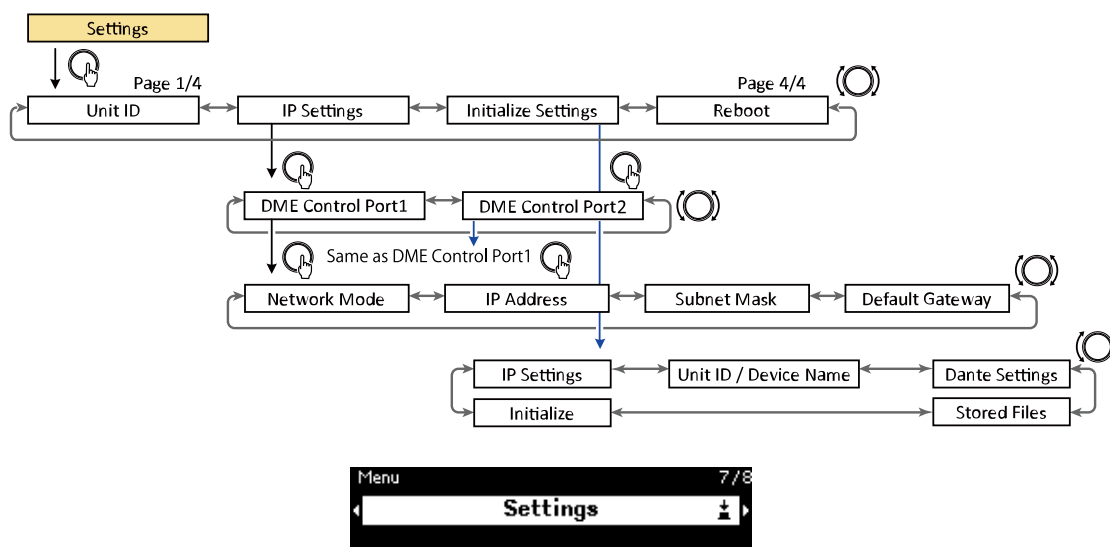 Settings
Page 1/4 Page 4/4
Unit ID IP Settings Initialize Settings Reboot
DME Control Port1 DME Control Port2
Same as DME Control Port1
Network Mode IP Address Subnet Mask Default Gateway
IP Settings Unit ID / Device Name Dante Settings
Initialize Stored Files
Menu 7/8
Settings